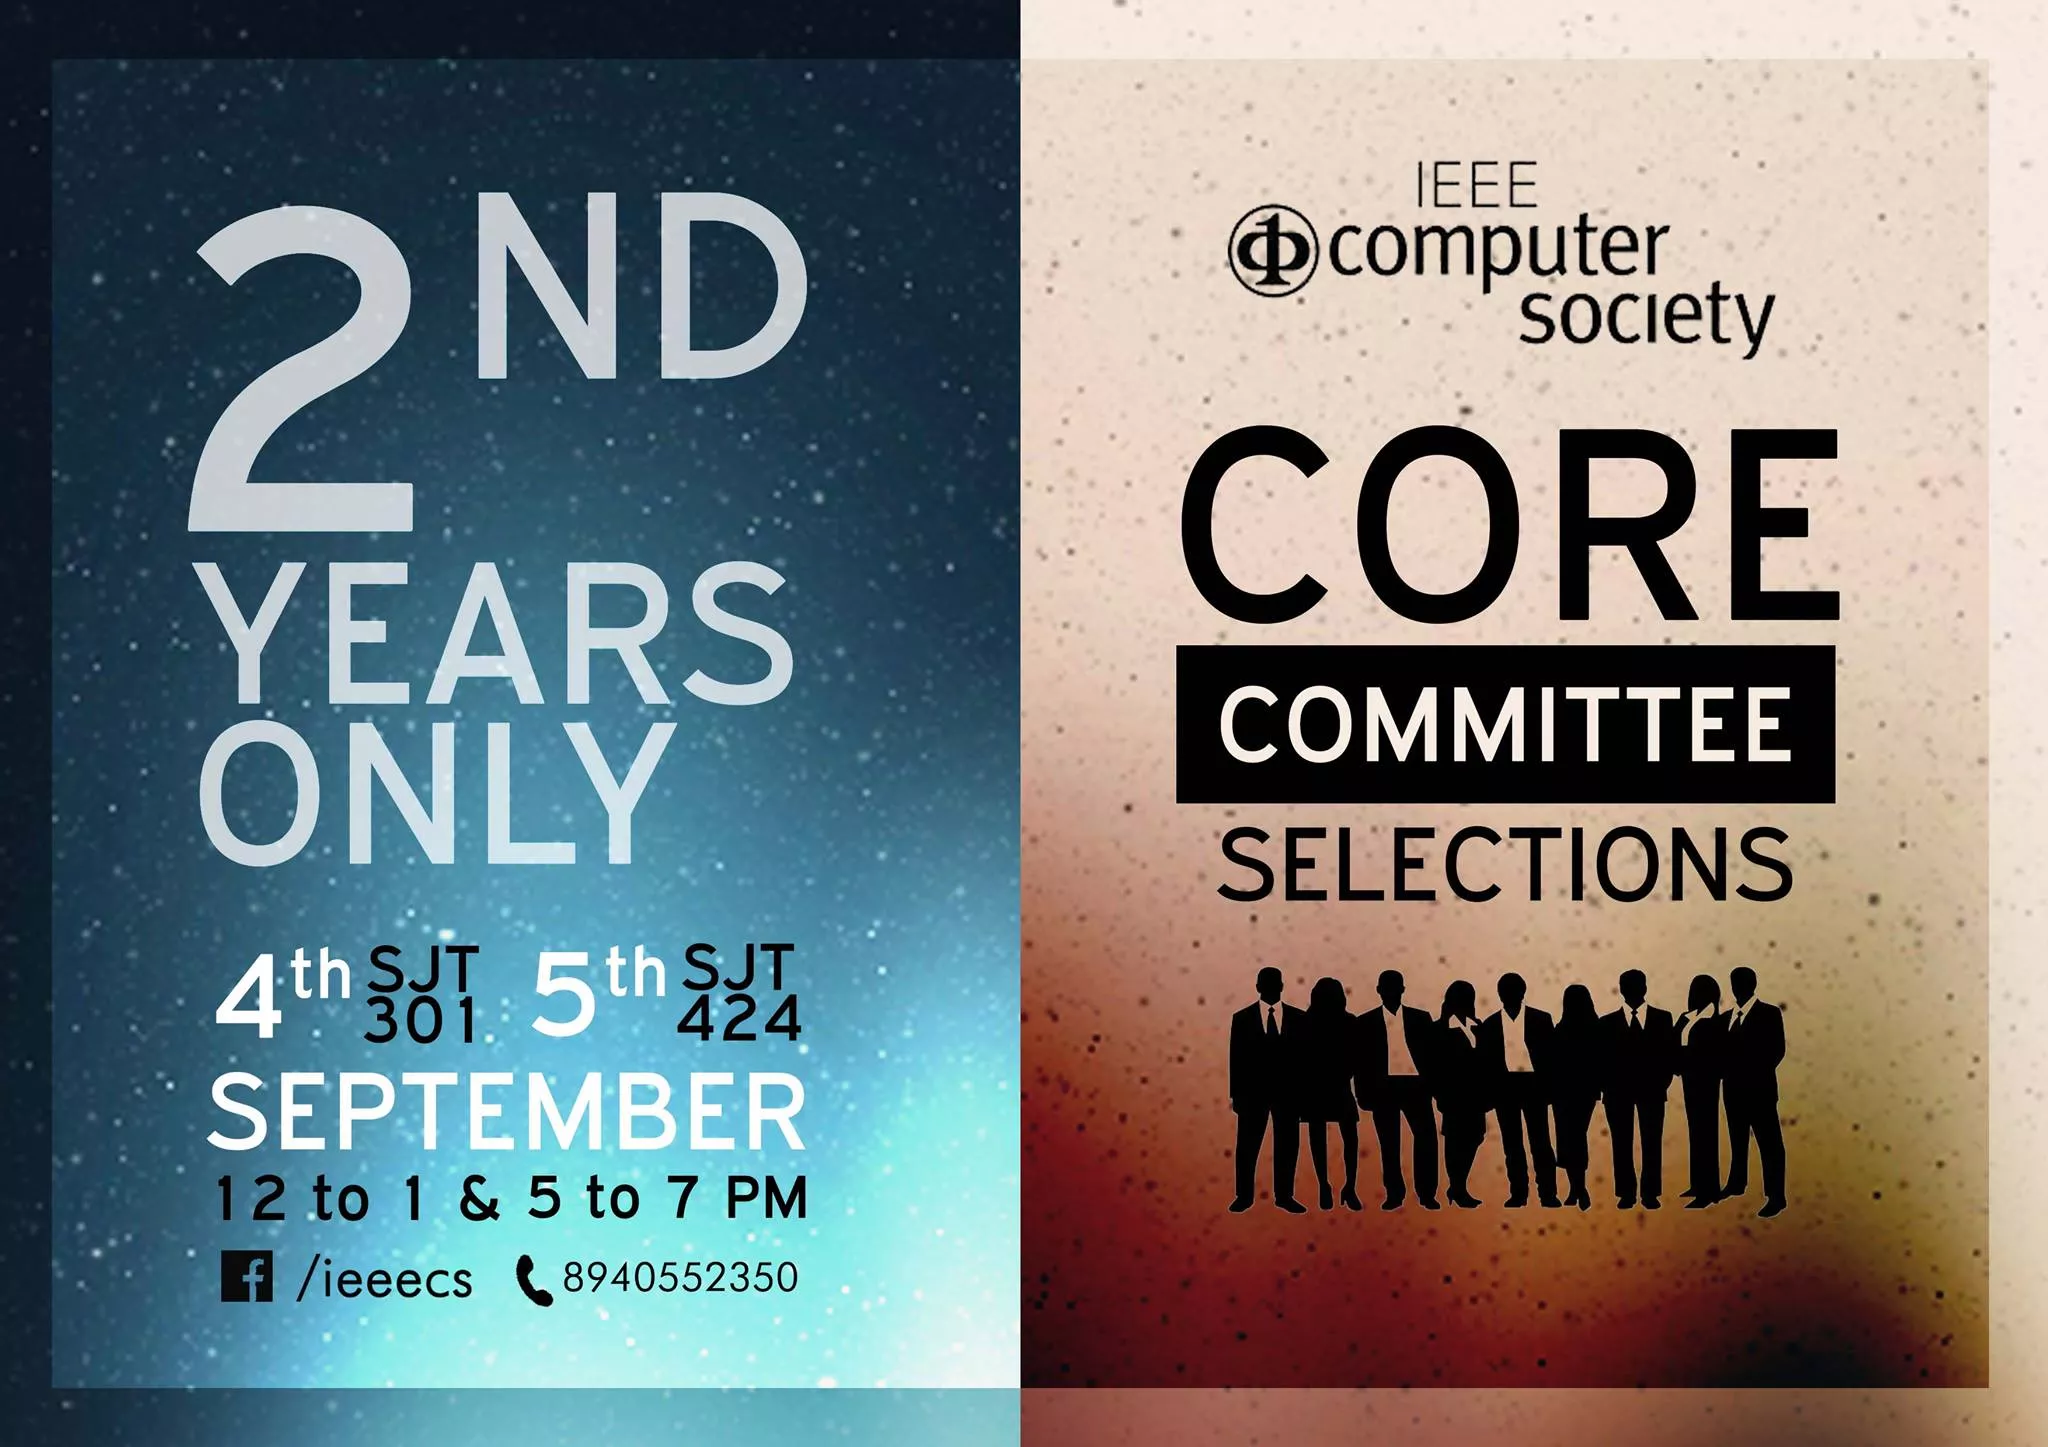 2ND
YEARS
ONLY
4th SJT 301 5th SJT 424
SEPTEMBER
12 to 1 & 5 to 7 PM
f /ieeecs 8940552350
IEEE
computer
society
CORE
COMMITTEE
SELECTIONS